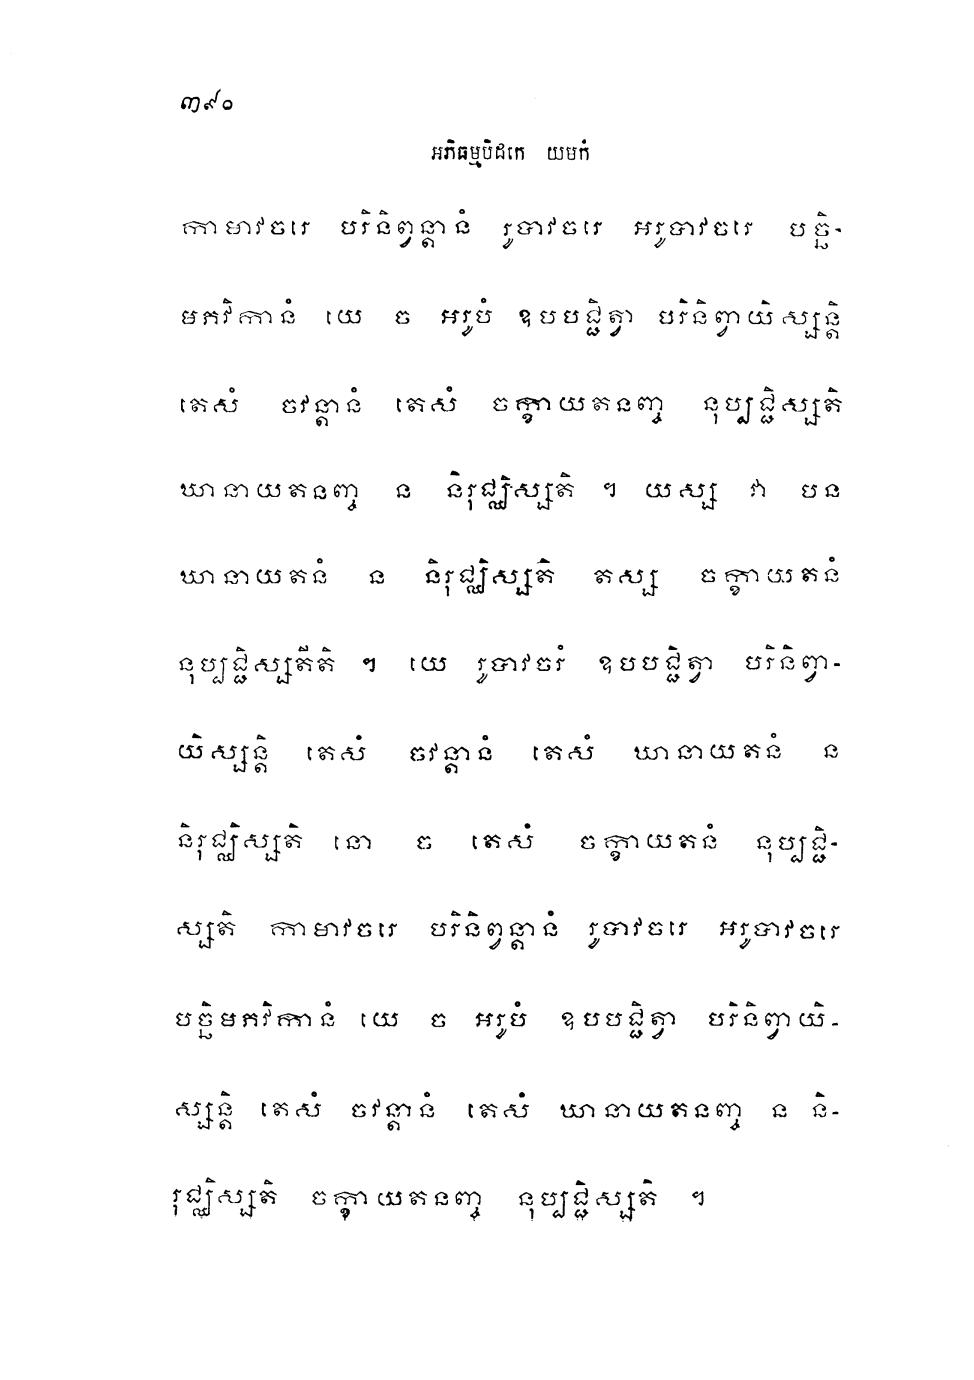 ៣៩០
អភិធម្មបិដកេ យមកំ
កាមាវចរេ បរិនិព្វន្តានំ រូបាវចរេ អរូបាវចរេ បច្ឆិ-
មភវិកានំ យេ ច អរូបំ ឧបបជ្ជិត្វា បរិនិព្វាយិស្សន្តិ
តេសំ ចវន្តានំ តេសំ ចក្ខាយតនញ្ច នុប្បជ្ជិស្សតិ
ឃានាយតនញ្ច ន និរុជ្ឈិស្សតិ ។ យស្ស វា បន
ឃានាយតនំ ន និរុជ្ឈិស្សតិ តស្ស ចក្ខាយតនំ
នុប្បជ្ជិស្សតីតិ ។ យេ រូបាវចរំ ឧបបជ្ជិត្វា បរិនិព្វា-
យិស្សន្តិ តេសំ ចវន្តានំ តេសំ ឃានាយតនំ ន
និរុជ្ឈិស្សតិ នោ ច តេសំ ចក្ខាយតនំ នុប្បជ្ជិ-
ស្សតិ កាមាវចរេ បរិនិព្វន្តានំ រូបាវចរេ អរូបាវចរេ
បច្ឆិមភវិកានំ យេ ច អរូបំ ឧបបជ្ជិត្វា បរិនិព្វាយិ-
ស្សន្តិ តេសំ ចវន្តានំ តេសំ ឃានាយតនញ្ច ន និ-
រុជ្ឈិស្សតិ ចក្ខាយតនញ្ច នុប្បជ្ជិស្សតិ ។